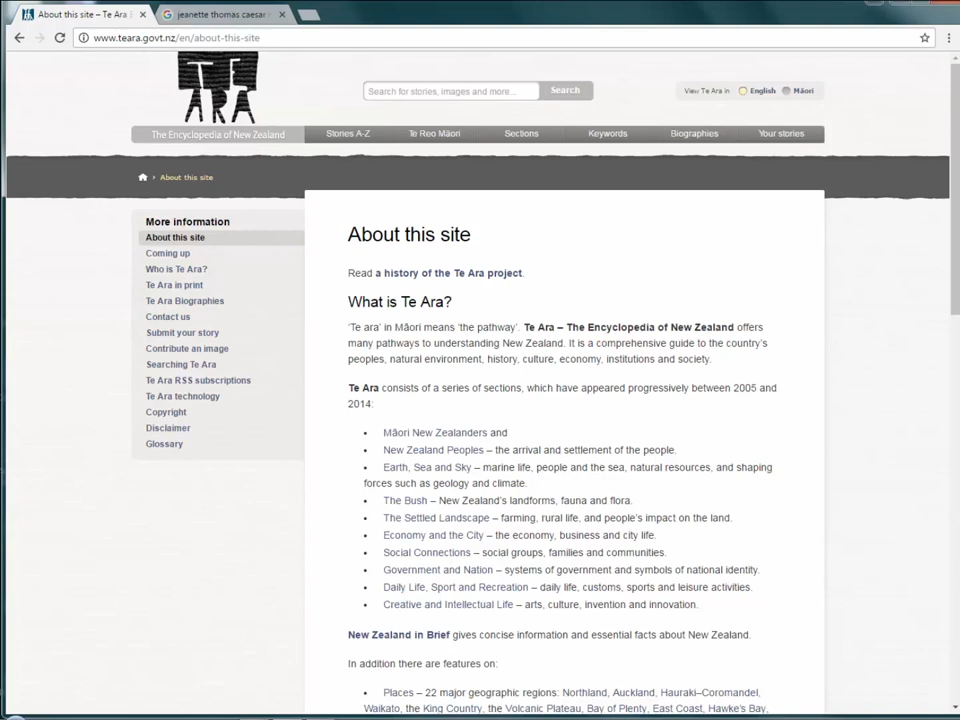 About this site – Te Ara
jeanette thomas caesar
www.teara.govt.nz/en/about-this-site
TE
ARA
Search for stories, images and more... Search
View Te Ara in English Māori
The Encyclopedia of New Zealand Stories A-Z Te Reo Māori Sections Keywords Biographies Your stories
About this site
More information
About this site
Coming up
Who is Te Ara?
Te Ara in print
Te Ara Biographies
Contact us
Submit your story
Contribute an image
Searching Te Ara
Te Ara RSS subscriptions
Te Ara technology
Copyright
Disclaimer
Glossary
About this site
Read a history of the Te Ara project.
What is Te Ara?
'Te ara' in Māori means 'the pathway'. Te Ara – The Encyclopedia of New Zealand offers
many pathways to understanding New Zealand. It is a comprehensive guide to the country's
peoples, natural environment, history, culture, economy, institutions and society.
Te Ara consists of a series of sections, which have appeared progressively between 2005 and
2014:
• Māori New Zealanders and
• New Zealand Peoples – the arrival and settlement of the people.
• Earth, Sea and Sky – marine life, people and the sea, natural resources, and shaping
forces such as geology and climate.
• The Bush – New Zealand's landforms, fauna and flora.
• The Settled Landscape – farming, rural life, and people's impact on the land.
• Economy and the City – the economy, business and city life.
• Social Connections – social groups, families and communities.
• Government and Nation – systems of government and symbols of national identity.
• Daily Life, Sport and Recreation – daily life, customs, sports and leisure activities.
• Creative and Intellectual Life – arts, culture, invention and innovation.
New Zealand in Brief gives concise information and essential facts about New Zealand.
In addition there are features on:
• Places – 22 major geographic regions: Northland, Auckland, Hauraki–Coromandel,
Waikato, the King Country, the Volcanic Plateau, Bay of Plenty, East Coast, Hawke's Bay,